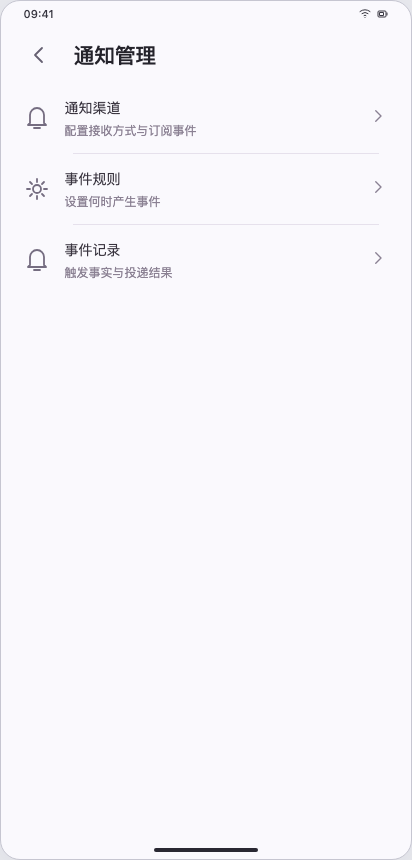 09:41
通知管理
通知渠道
配置接收方式与订阅事件
事件规则
设置何时产生事件
事件记录
触发事实与投递结果